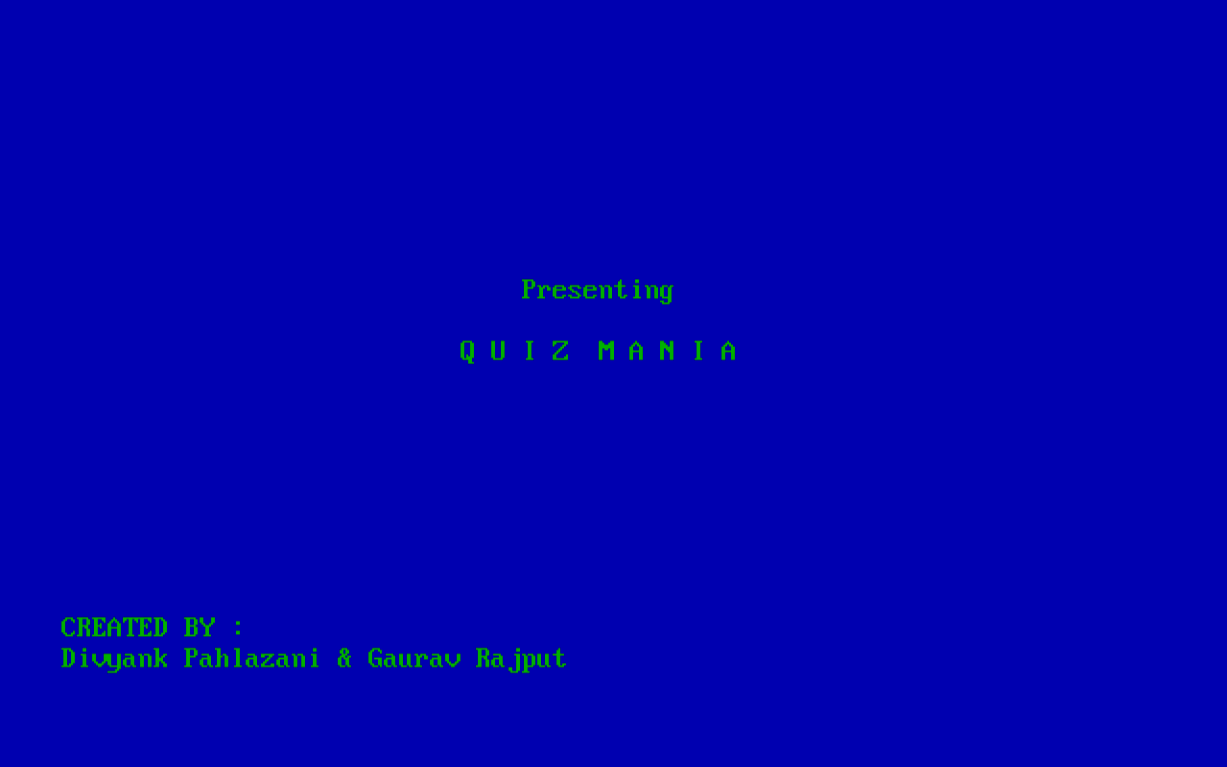 Presenting
Q U I Z  M A N I A
CREATED BY :
Divyank Pahlazani & Gaurav Rajput